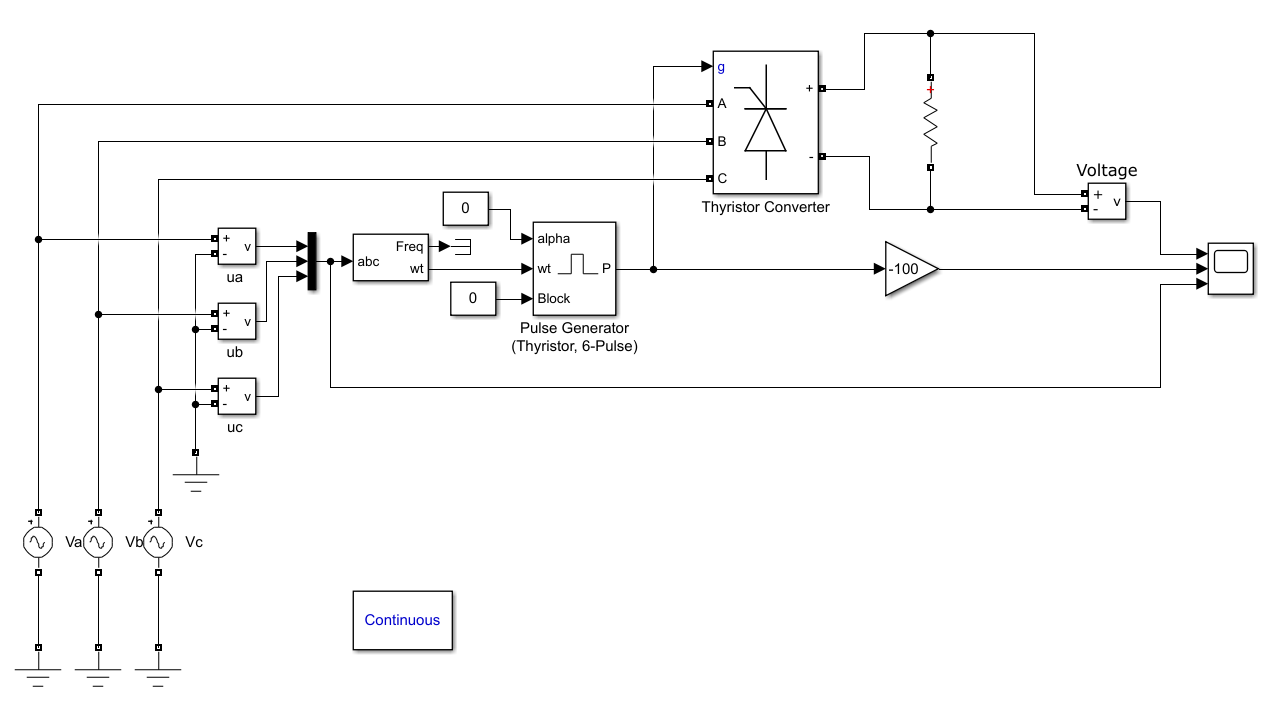 g
A
B
C
+
-
Thyristor Converter
+
Voltage
+
-
v
0
alpha
wt
Block
P
Pulse Generator
(Thyristor, 6-Pulse)
0
-100
+
-
v
ua
+
-
v
ub
+
-
v
uc
abc
Freq
wt
+
Va
+
Vb
+
Vc
Continuous